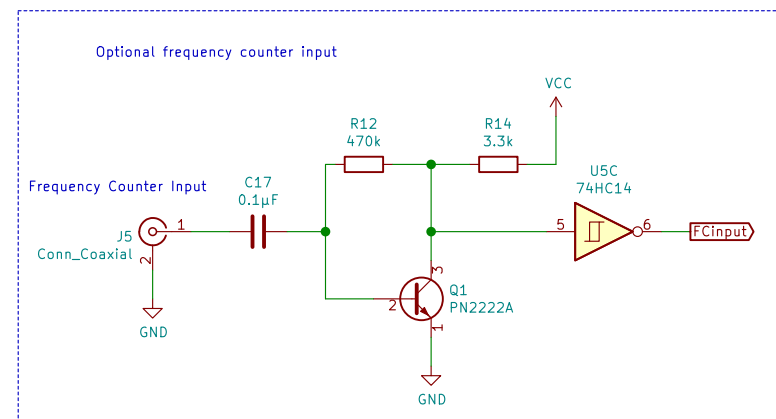 Optional frequency counter input
VCC
R12
470k
R14
3.3k
U5C
74HC14
Frequency Counter Input
C17
0.1µF
J5
Conn_Coaxial
1
2
5
6
FCinput
3
2
1
Q1
PN2222A
GND
GND